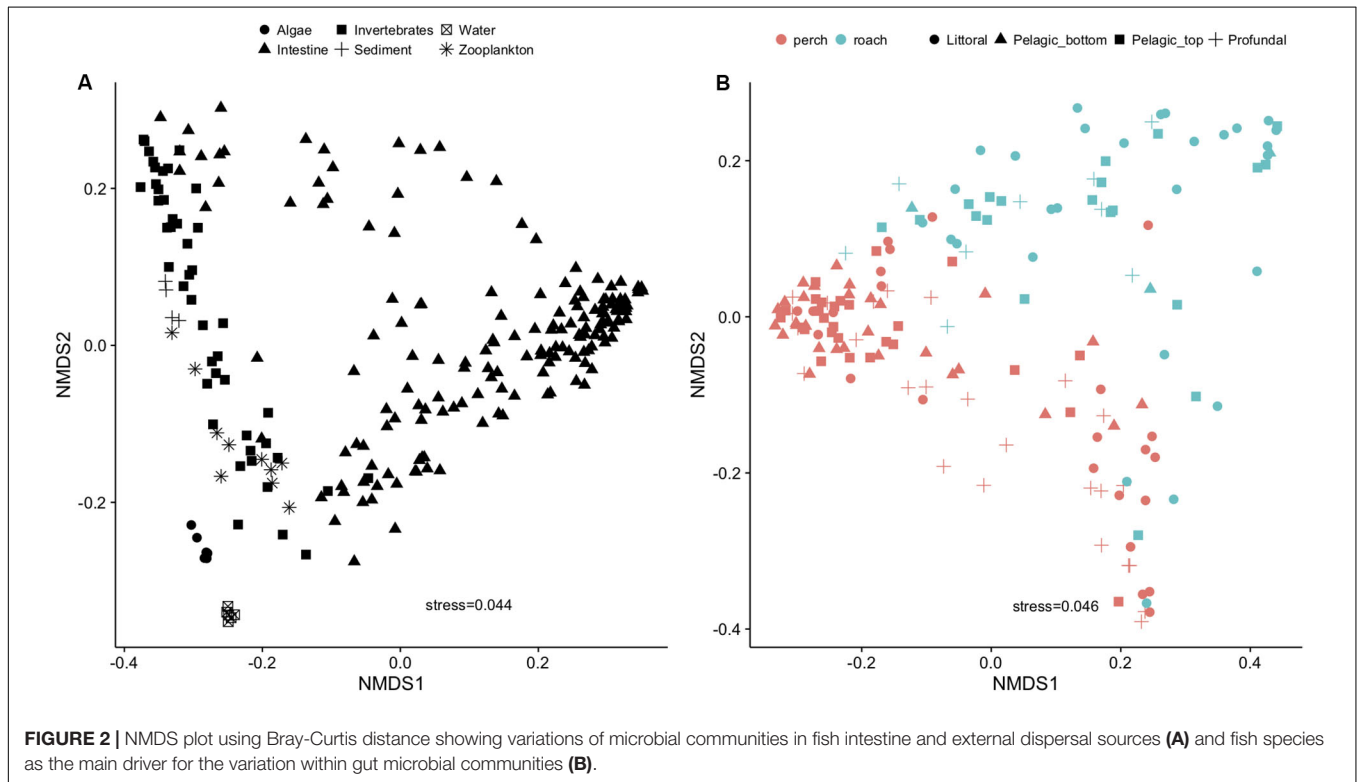 ● Algae ■ Invertebrates ⊠ Water
▲ Intestine + Sediment ✳ Zooplankton
A
0.2
0.0
-0.2
NMDS2
-0.4 -0.2 0.0 0.2
NMDS1
stress=0.044
● perch ● roach ● Littoral ▲ Pelagic_bottom ■ Pelagic_top + Profundal
B
0.2
0.0
-0.2
-0.4
NMDS2
-0.2 0.0 0.2 0.4
NMDS1
stress=0.046
FIGURE 2 | NMDS plot using Bray-Curtis distance showing variations of microbial communities in fish intestine and external dispersal sources (A) and fish species
as the main driver for the variation within gut microbial communities (B).